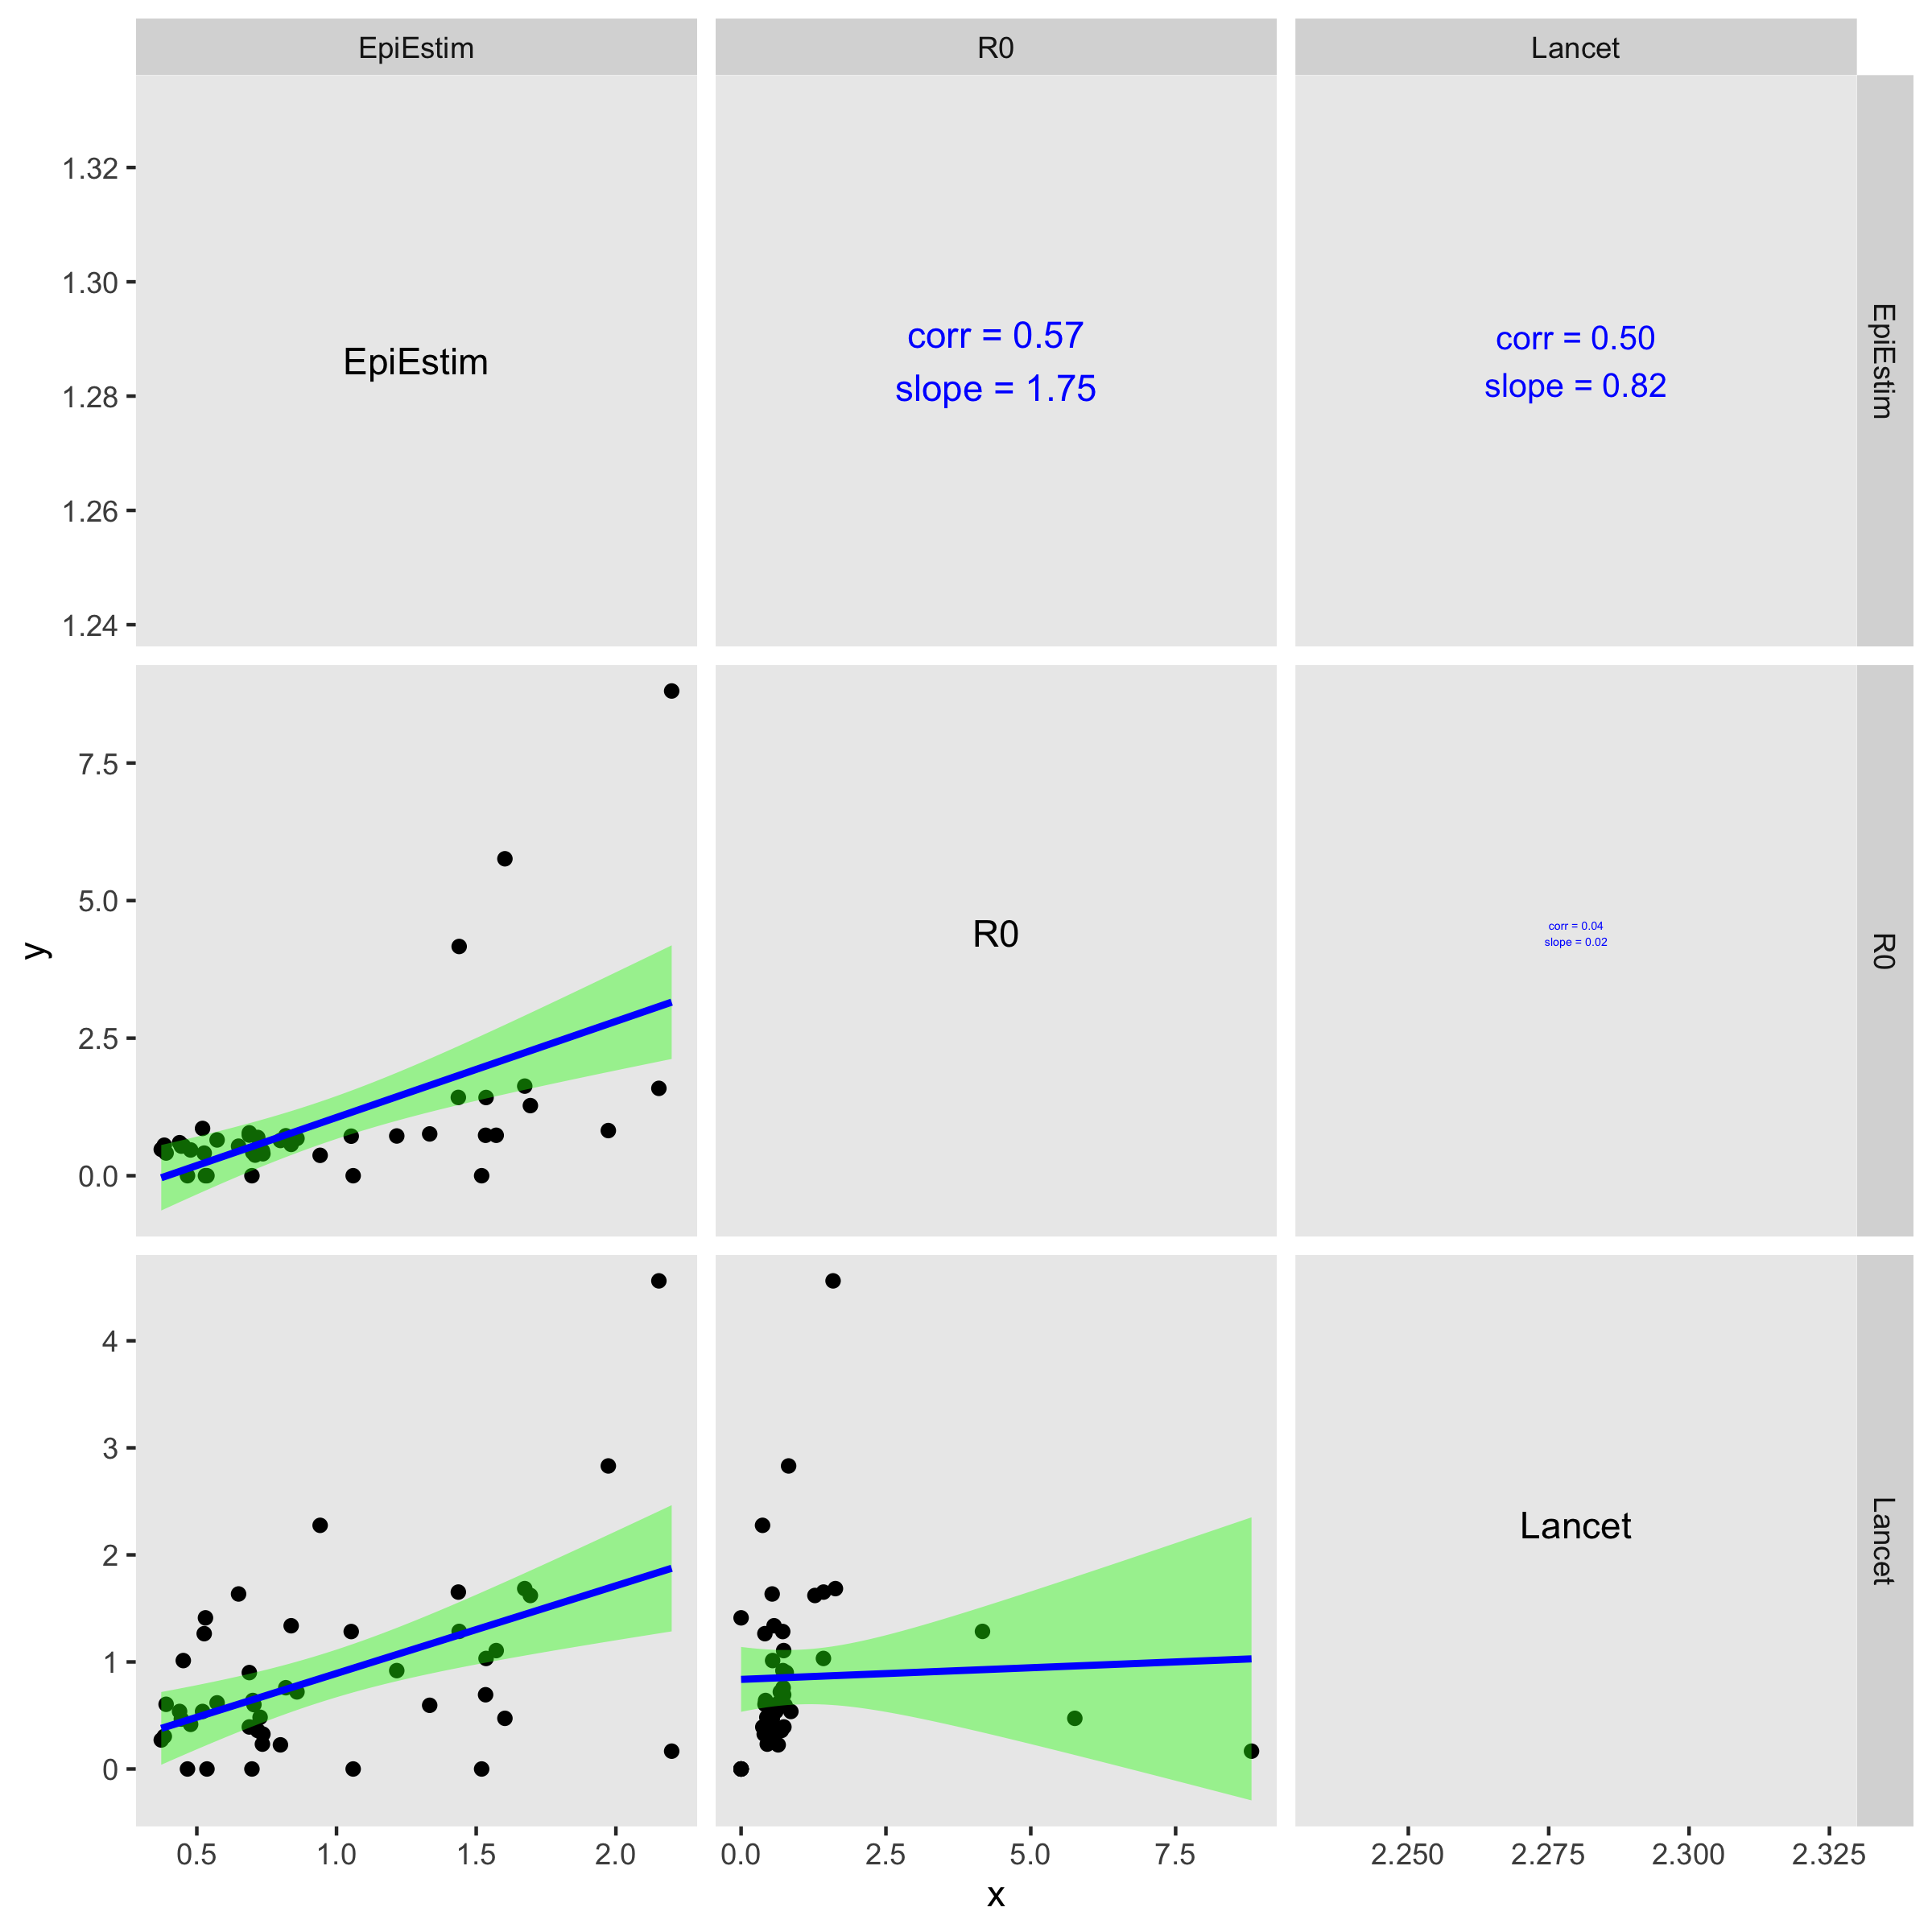 EpiEstim
R0
Lancet
1.32
1.30
1.28
1.26
1.24
EpiEstim
corr = 0.57
slope = 1.75
corr = 0.50
slope = 0.82
EpiEstim
y
7.5
5.0
2.5
0.0
R0
corr = 0.04
slope = 0.02
R0
4
3
2
1
0
Lancet
Lancet
0.5
1.0
1.5
2.0
0.0
2.5
5.0
7.5
2.250
2.275
2.300
2.325
x